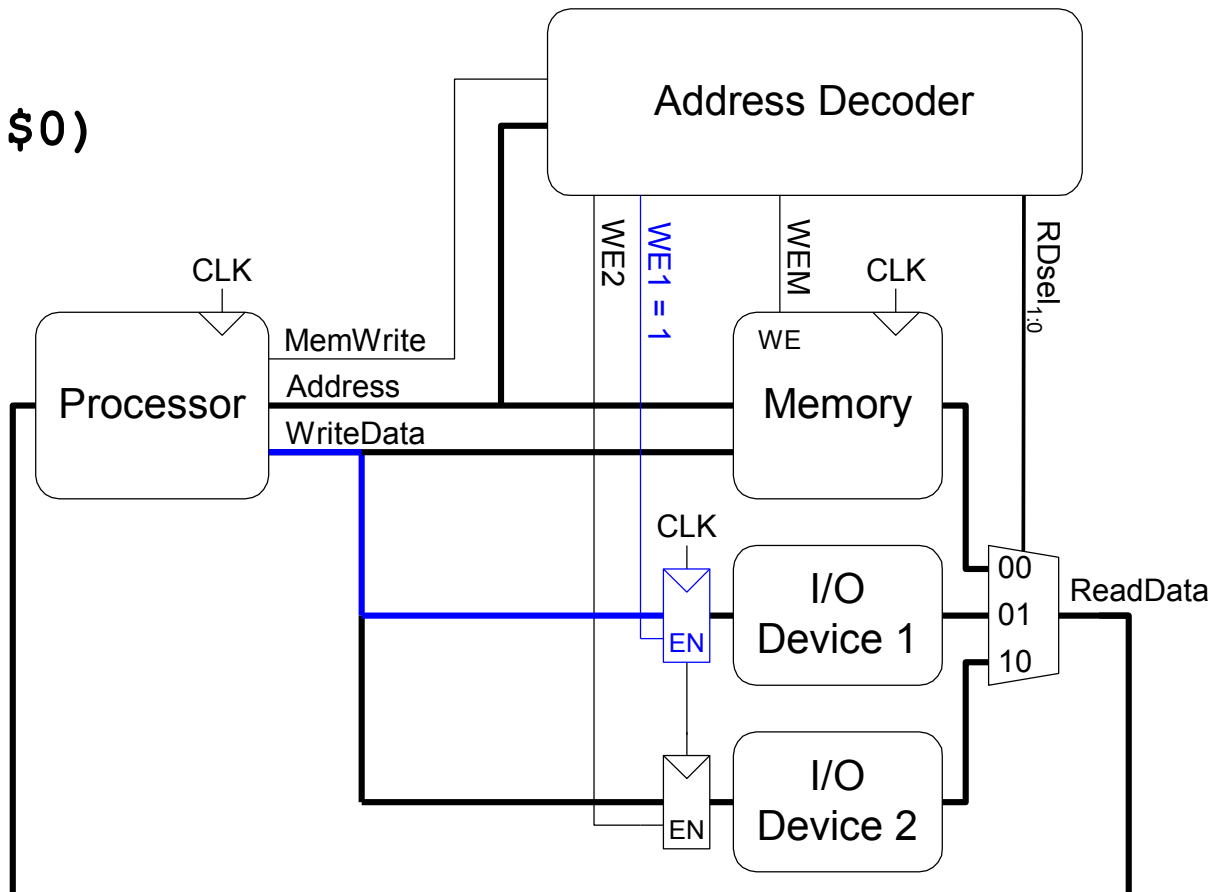 Address Decoder
$0)
WE2
WE1 = 1
WEM
RDsel1:0
CLK
CLK
MemWrite
WE
Processor
Address
Memory
WriteData
CLK
I/O
Device 1
EN
00
01
10
ReadData
I/O
Device 2
EN